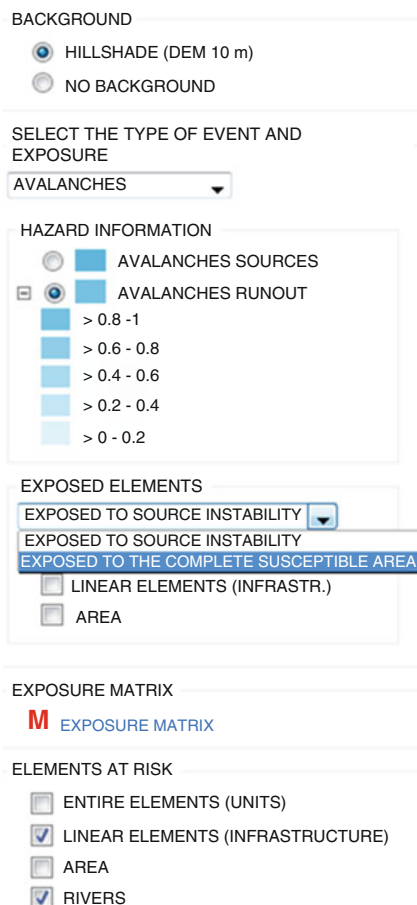 BACKGROUND
HILLSHADE (DEM 10 m)
NO BACKGROUND
SELECT THE TYPE OF EVENT AND
EXPOSURE
AVALANCHES
HAZARD INFORMATION
AVALANCHES SOURCES
AVALANCHES RUNOUT
> 0.8 -1
> 0.6 - 0.8
> 0.4 - 0.6
> 0.2 - 0.4
> 0 - 0.2
EXPOSED ELEMENTS
EXPOSED TO SOURCE INSTABILITY
EXPOSED TO SOURCE INSTABILITY
EXPOSED TO THE COMPLETE SUSCEPTIBLE AREA
LINEAR ELEMENTS (INFRASTR.)
AREA
EXPOSURE MATRIX
M EXPOSURE MATRIX
ELEMENTS AT RISK
ENTIRE ELEMENTS (UNITS)
LINEAR ELEMENTS (INFRASTRUCTURE)
AREA
RIVERS